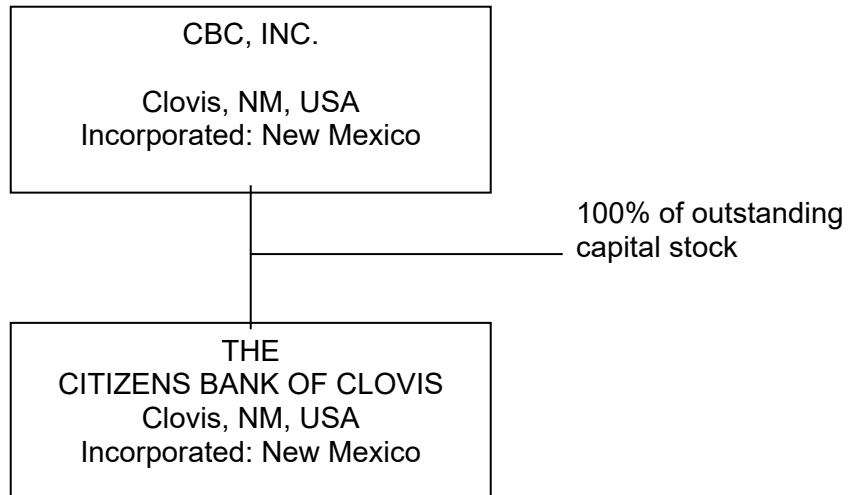 CBC, INC.
Clovis, NM, USA
Incorporated: New Mexico
100% of outstanding
capital stock
THE
CITIZENS BANK OF CLOVIS
Clovis, NM, USA
Incorporated: New Mexico